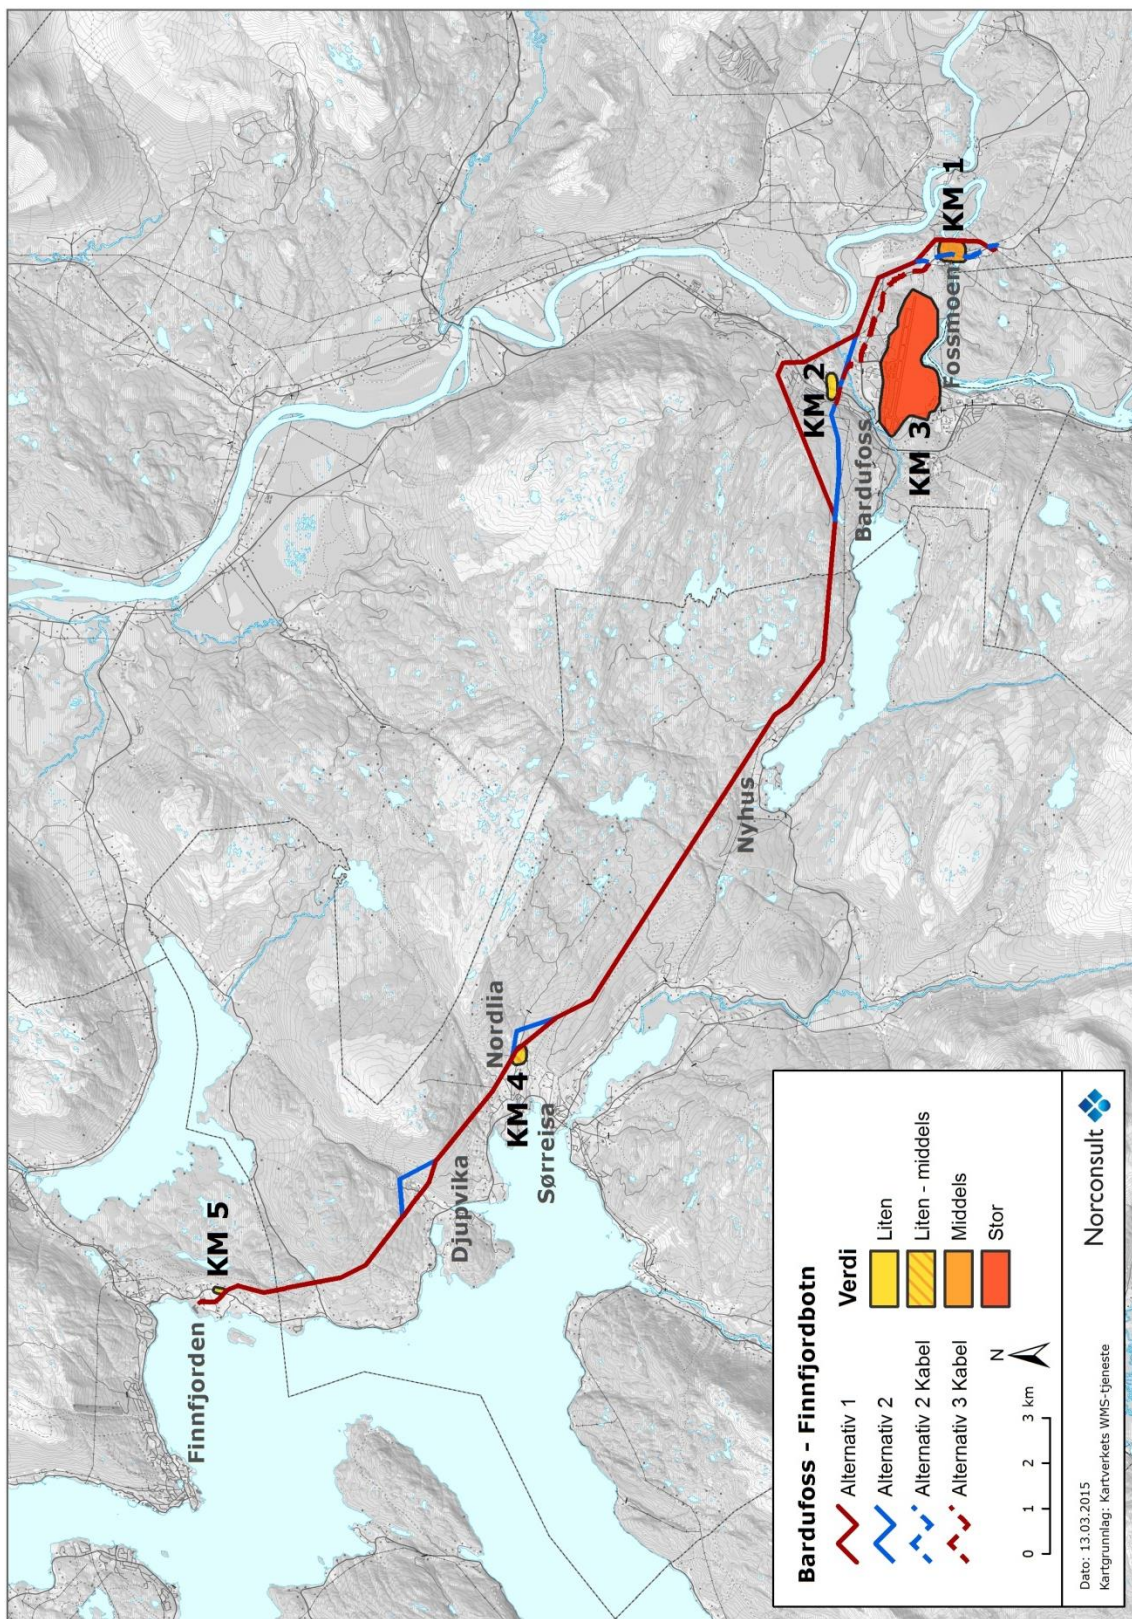 Finnfjorden
KM 5
Djupvika
Nordlia
KM 4
Sørreisa
Nyhus
Bardufoss
KM 2
KM 3
Fossmoen
KM 1
Bardufoss - Finnfjordbotn
Alternativ 1
Alternativ 2
Alternativ 2 Kabel
Alternativ 3 Kabel
Verdi
Liten
Liten - middels
Middels
Stor
0 1 2 3 km
N
Dato: 13.03.2015
Kartgrunnlag: Kartverkets WMS-tjeneste
Norconsult